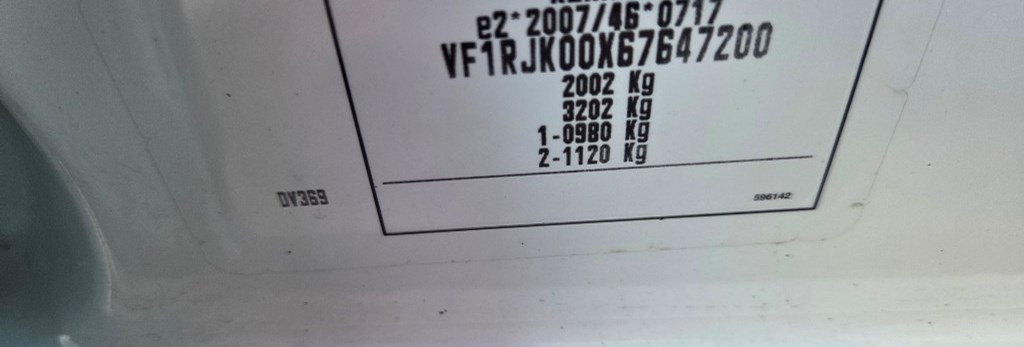 e2*2007/46*0717
VF1RJK00X67647200
2002 Kg
3202 Kg
1-0980 Kg
2-1120 Kg
DV369
596142